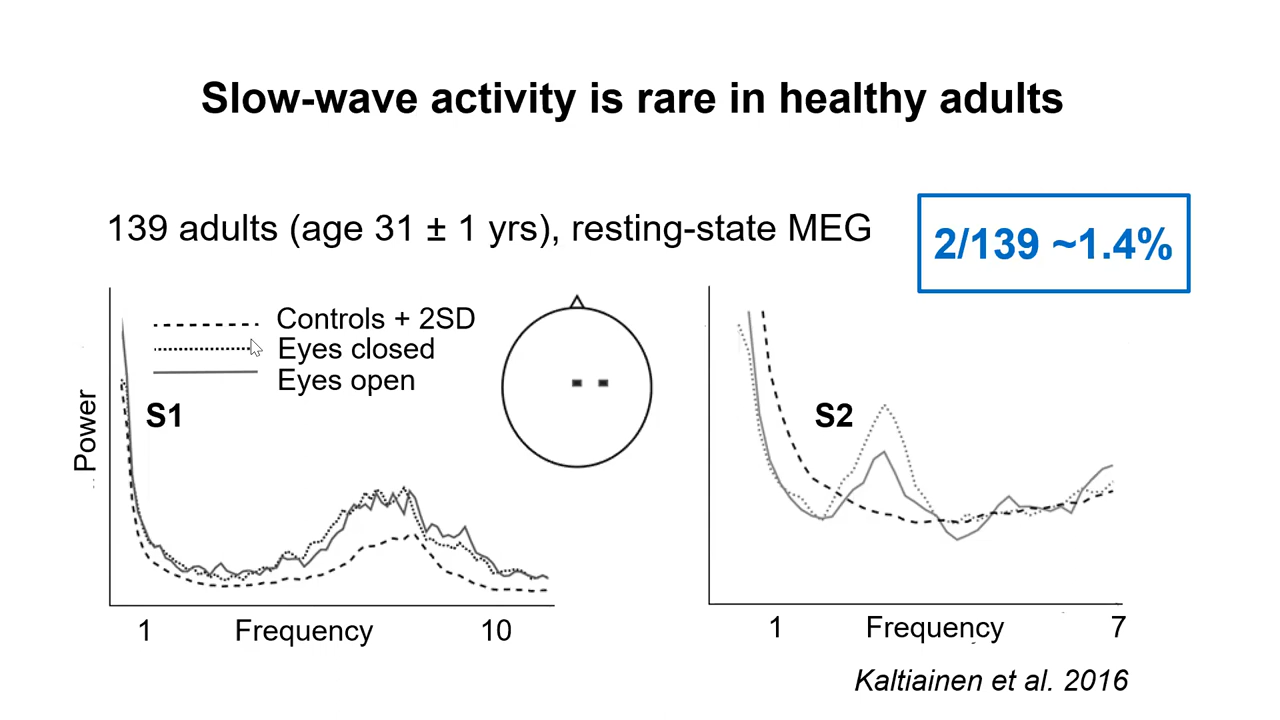 Slow-wave activity is rare in healthy adults
139 adults (age 31 ± 1 yrs), resting-state MEG
2/139 ~1.4%
Controls + 2SD
Eyes closed
Eyes open
S1
S2
Power
1 Frequency 10
1 Frequency 7
Kaltiainen et al. 2016